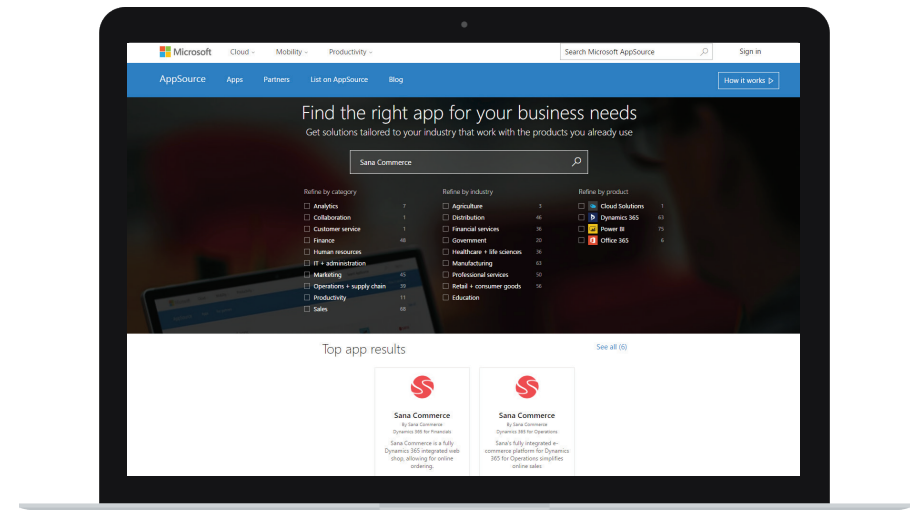 Microsoft Cloud Mobility Productivity Search Microsoft AppSource Sign in
AppSource Apps Partners List on AppSource Blog How it works
Find the right app for your business needs
Get solutions tailored to your industry that work with the products you already use
Sana Commerce
Refine by category
Analytics 7
Collaboration 1
Customer service 1
Finance 48
Human resources
IT + administration
Marketing 45
Operations + supply chain 39
Productivity 11
Sales 68
Refine by industry
Agriculture 3
Distribution 46
Financial services 36
Government 20
Healthcare + life sciences 36
Manufacturing 63
Professional services 50
Retail + consumer goods 56
Education
Refine by product
Cloud Solutions 1
Dynamics 365 63
Power BI 75
Office 365 6
Top app results See all (6)
Sana Commerce
By Sana Commerce
Dynamics 365 for Financials
Sana Commerce is a fully
Dynamics 365 integrated web
shop, allowing for online
ordering.
Sana Commerce
By Sana Commerce
Dynamics 365 for Operations
Sana's fully integrated e-
commerce platform for Dynamics
365 for Operations simplifies
online sales